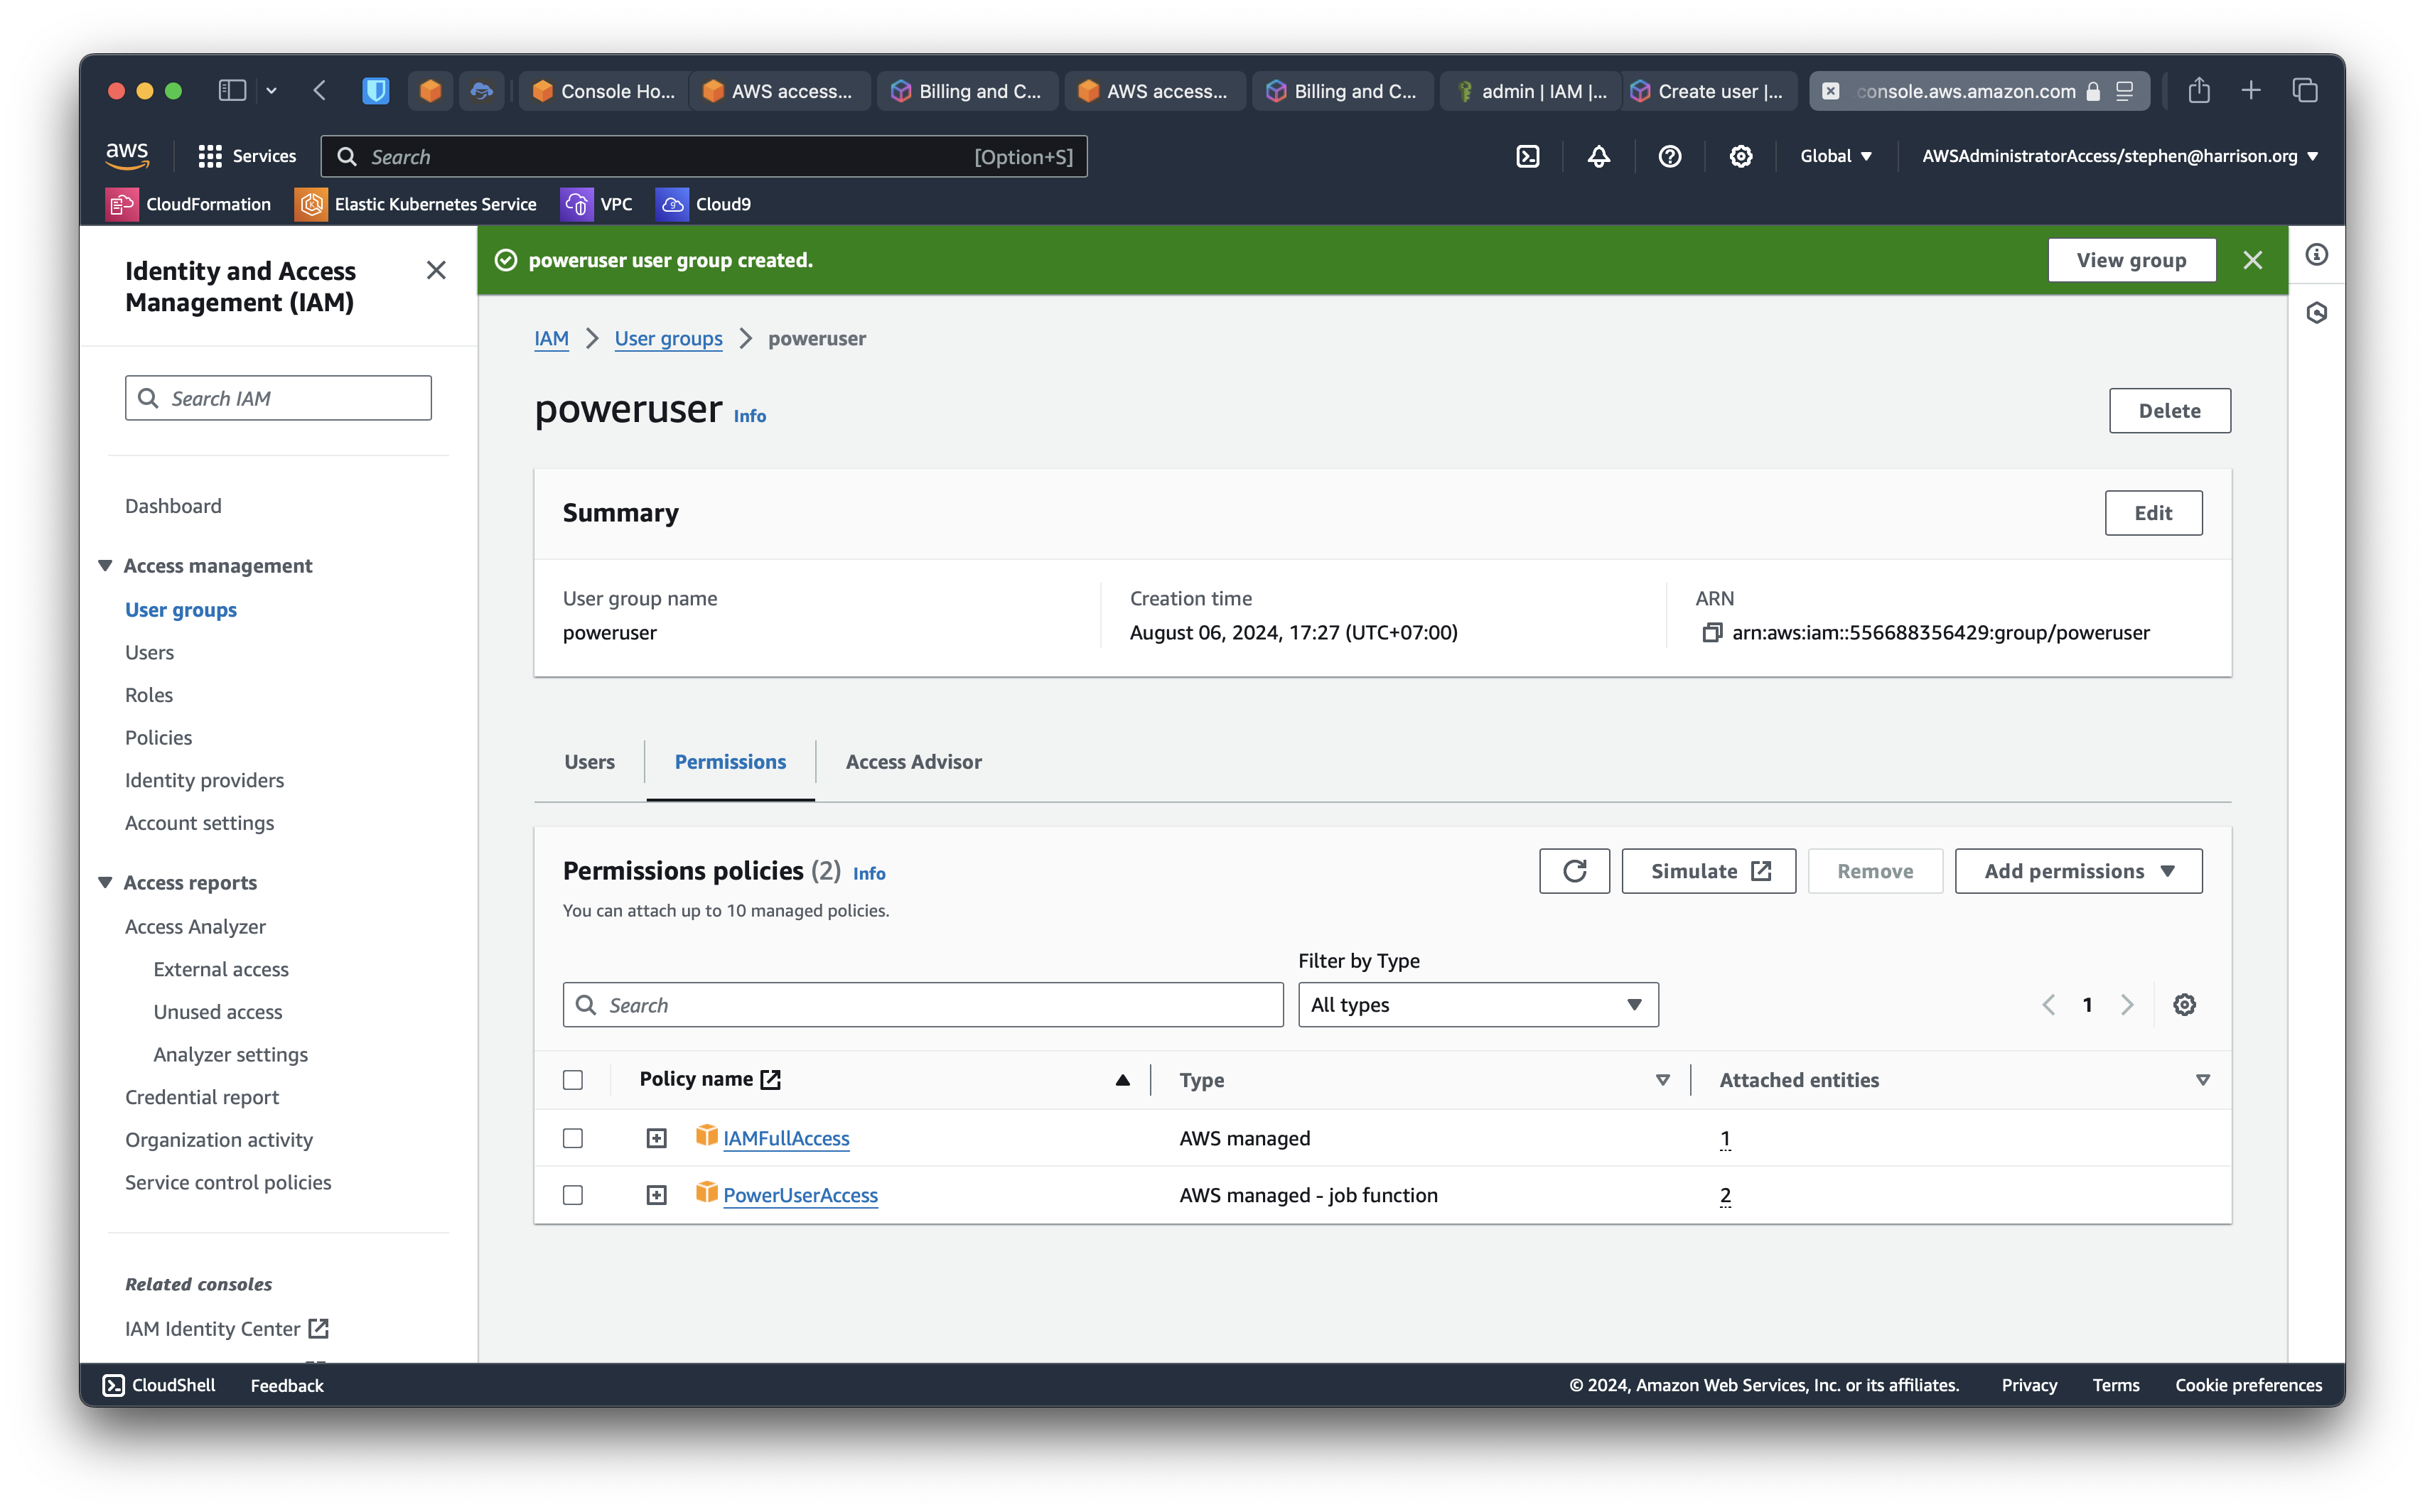 Console Ho...
AWS access...
Billing and C...
AWS access...
Billing and C...
admin | IAM |...
Create user |...
console.aws.amazon.com
aws
Services
Search
[Option+S]
Global
AWSAdministratorAccess/stephen@harrison.org
CloudFormation
Elastic Kubernetes Service
VPC
Cloud9
Identity and Access
Management (IAM)
Search IAM
Dashboard
Access management
User groups
Users
Roles
Policies
Identity providers
Account settings
Access reports
Access Analyzer
External access
Unused access
Analyzer settings
Credential report
Organization activity
Service control policies
Related consoles
IAM Identity Center
poweruser user group created.
View group
IAM
User groups
poweruser
poweruser
Info
Delete
Summary
Edit
User group name
poweruser
Creation time
August 06, 2024, 17:27 (UTC+07:00)
ARN
arn:aws:iam::556688356429:group/poweruser
Users
Permissions
Access Advisor
Permissions policies (2)
Info
Simulate
Remove
Add permissions
You can attach up to 10 managed policies.
Filter by Type
Search
All types
1
Policy name
Type
Attached entities
IAMFullAccess
AWS managed
1
PowerUserAccess
AWS managed - job function
2
CloudShell
Feedback
© 2024, Amazon Web Services, Inc. or its affiliates.
Privacy
Terms
Cookie preferences